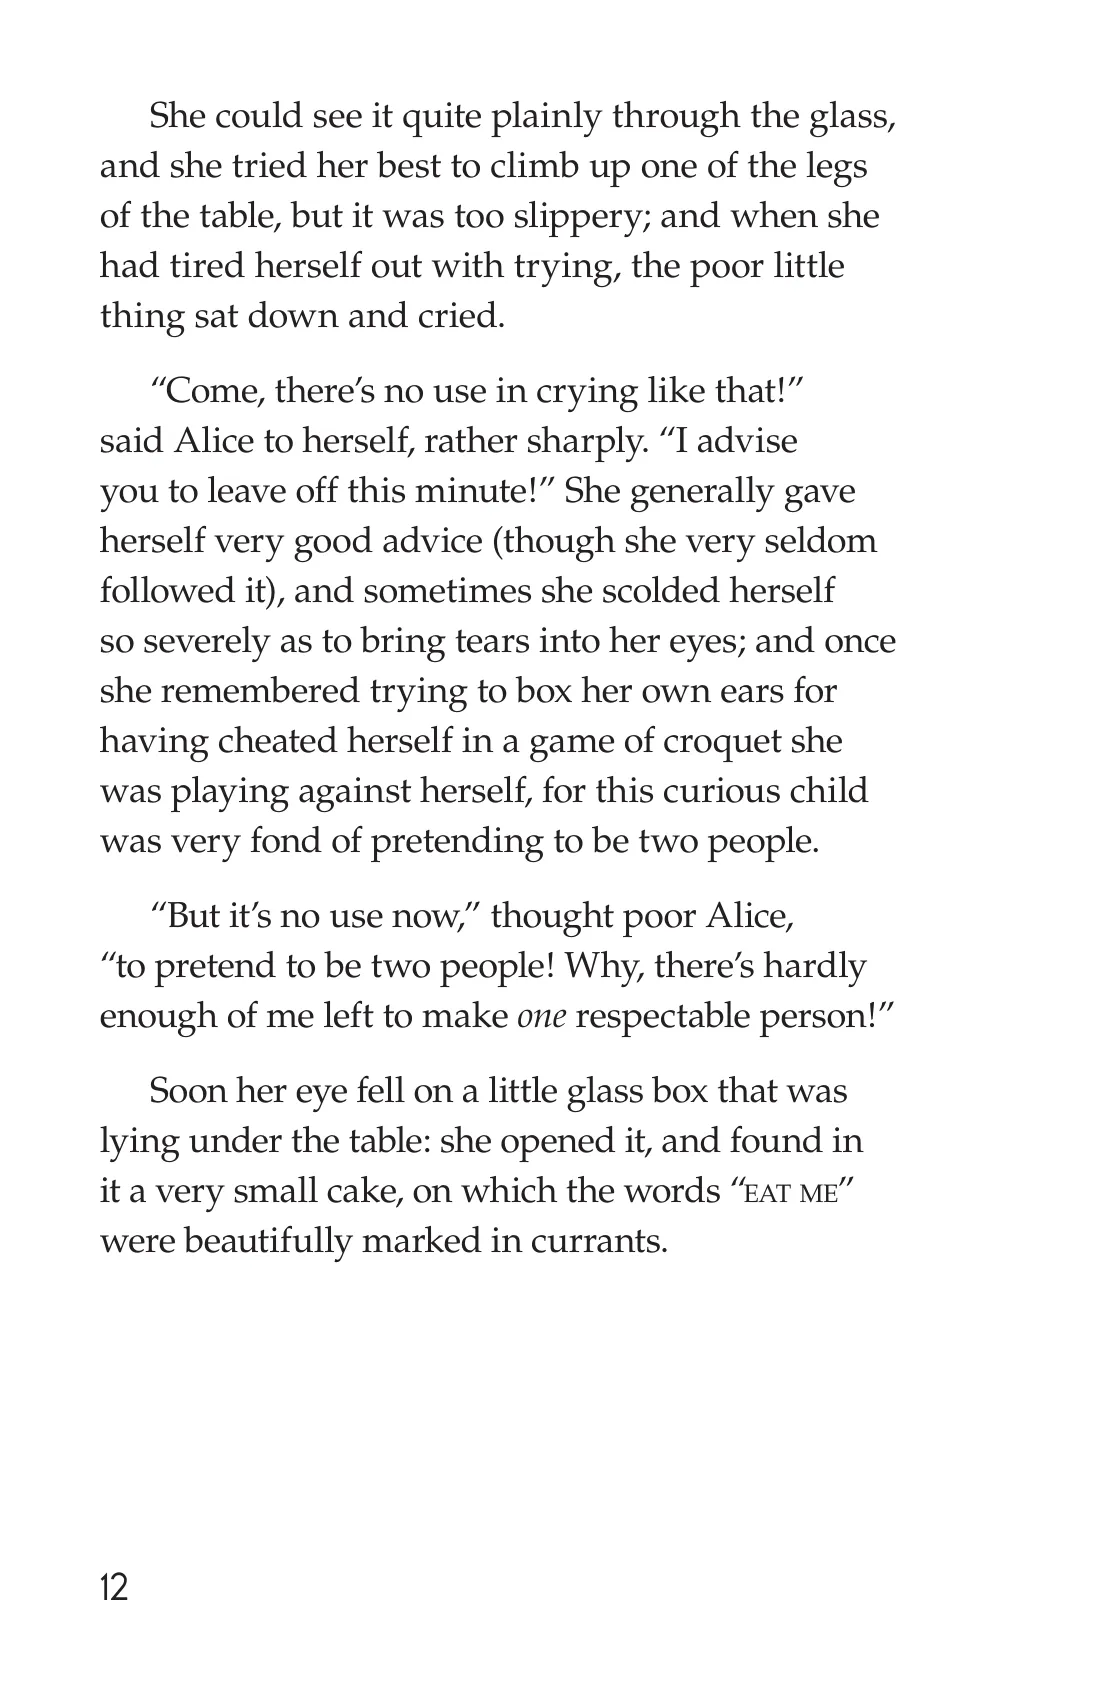 She could see it quite plainly through the glass,
and she tried her best to climb up one of the legs
of the table, but it was too slippery; and when she
had tired herself out with trying, the poor little
thing sat down and cried.
“Come, there’s no use in crying like that!”
said Alice to herself, rather sharply. “I advise
you to leave off this minute!” She generally gave
herself very good advice (though she very seldom
followed it), and sometimes she scolded herself
so severely as to bring tears into her eyes; and once
she remembered trying to box her own ears for
having cheated herself in a game of croquet she
was playing against herself, for this curious child
was very fond of pretending to be two people.
“But it’s no use now,” thought poor Alice,
“to pretend to be two people! Why, there’s hardly
enough of me left to make one respectable person!”
Soon her eye fell on a little glass box that was
lying under the table: she opened it, and found in
it a very small cake, on which the words “EAT ME”
were beautifully marked in currants.
12